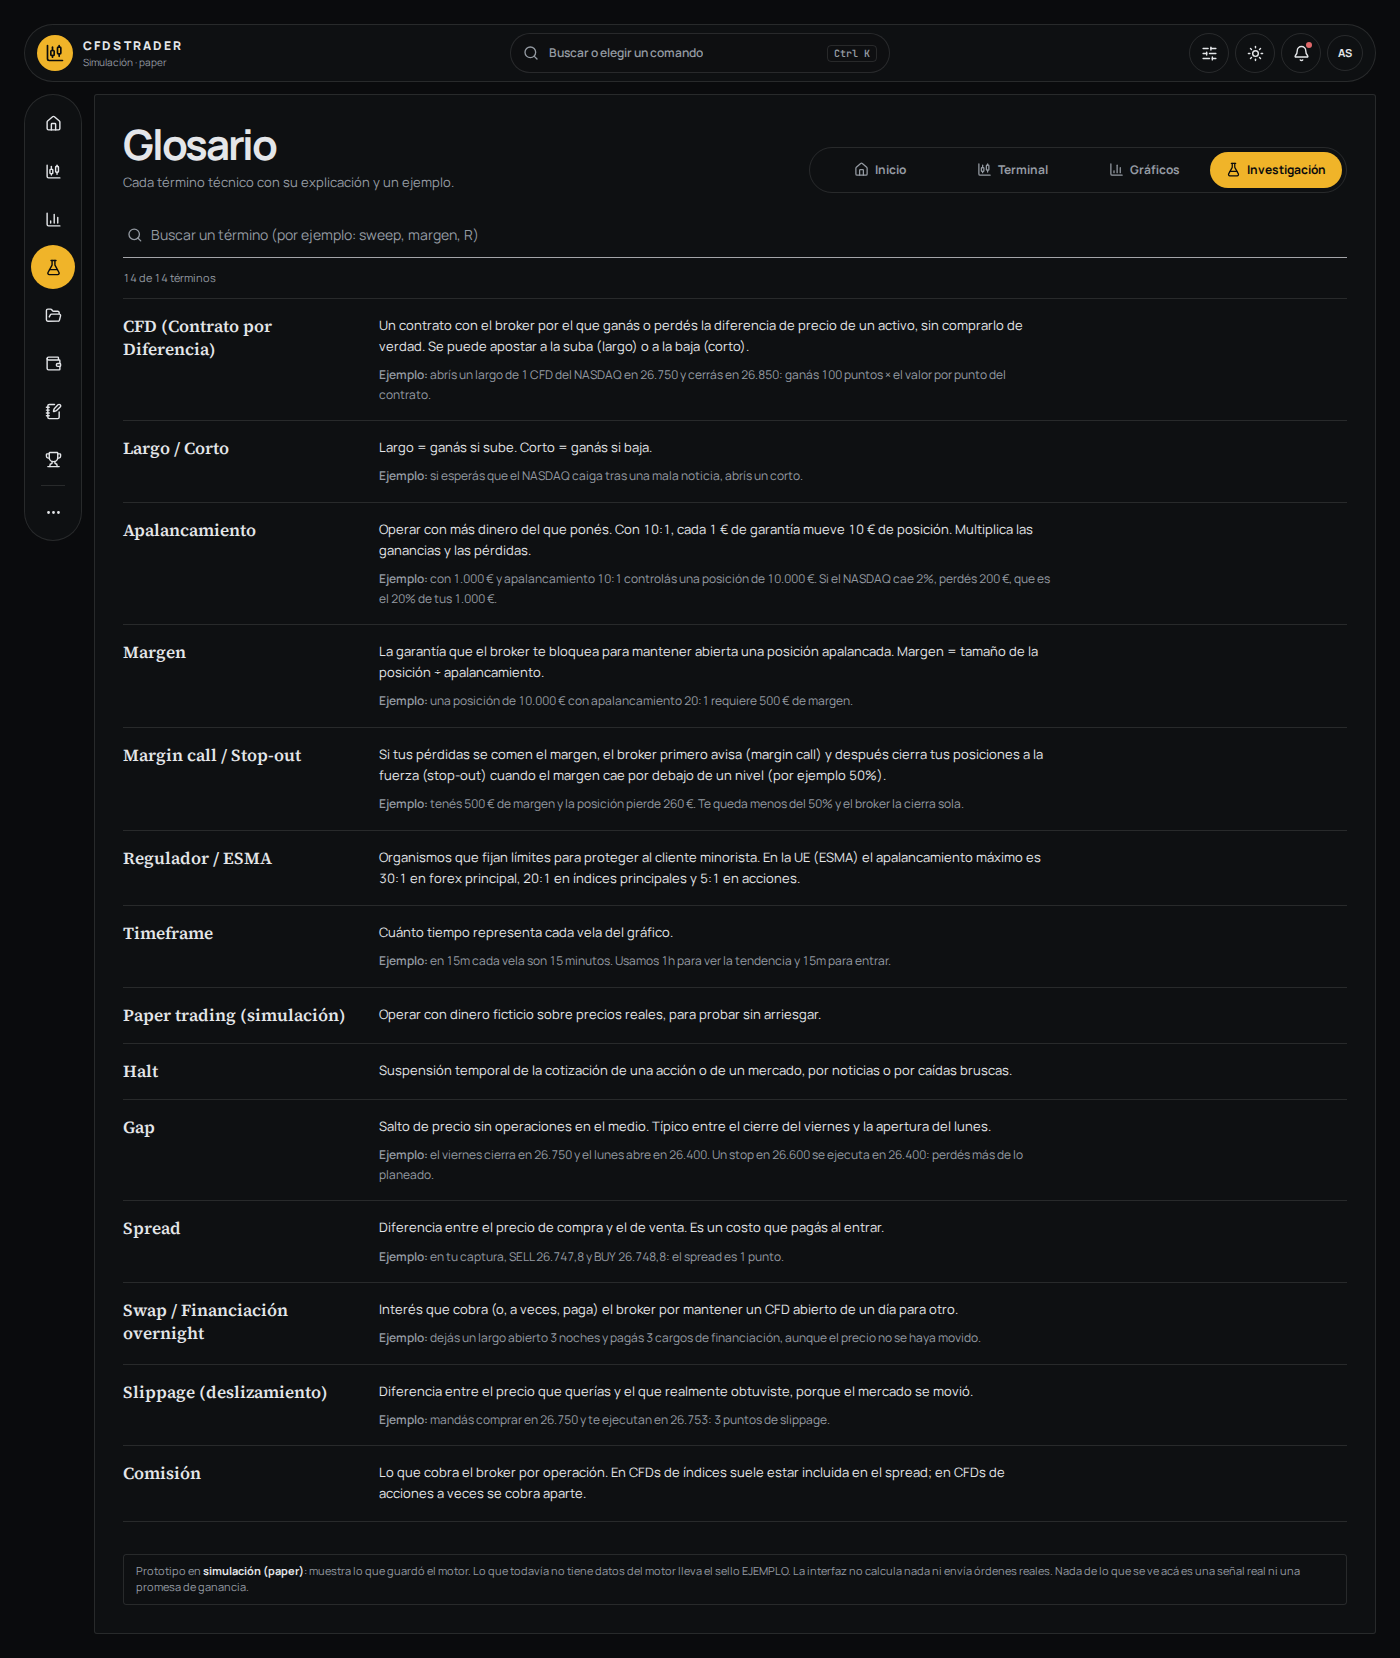 CFDSTRADER
Simulación · paper
Buscar o elegir un comando
Ctrl K
AS
Glosario
Cada término técnico con su explicación y un ejemplo.
Inicio
Terminal
Gráficos
Investigación
Buscar un término (por ejemplo: sweep, margen, R)
14 de 14 términos
CFD (Contrato por
Diferencia)
Un contrato con el broker por el que ganás o perdés la diferencia de precio de un activo, sin comprarlo de
verdad. Se puede apostar a la suba (largo) o a la baja (corto).
Ejemplo: abrís un largo de 1 CFD del NASDAQ en 26.750 y cerrás en 26.850: ganás 100 puntos × el valor por punto del
contrato.
Largo / Corto
Largo = ganás si sube. Corto = ganás si baja.
Ejemplo: si esperás que el NASDAQ caiga tras una mala noticia, abrís un corto.
Apalancamiento
Operar con más dinero del que ponés. Con 10:1, cada 1 € de garantía mueve 10 € de posición. Multiplica las
ganancias y las pérdidas.
Ejemplo: con 1.000 € y apalancamiento 10:1 controlás una posición de 10.000 €. Si el NASDAQ cae 2%, perdés 200 €, que es
el 20% de tus 1.000 €.
Margen
La garantía que el broker te bloquea para mantener abierta una posición apalancada. Margen = tamaño de la
posición ÷ apalancamiento.
Ejemplo: una posición de 10.000 € con apalancamiento 20:1 requiere 500 € de margen.
Margin call / Stop-out
Si tus pérdidas se comen el margen, el broker primero avisa (margin call) y después cierra tus posiciones a la
fuerza (stop-out) cuando el margen cae por debajo de un nivel (por ejemplo 50%).
Ejemplo: tenés 500 € de margen y la posición pierde 260 €. Te queda menos del 50% y el broker la cierra sola.
Regulador / ESMA
Organismos que fijan límites para proteger al cliente minorista. En la UE (ESMA) el apalancamiento máximo es
30:1 en forex principal, 20:1 en índices principales y 5:1 en acciones.
Timeframe
Cuánto tiempo representa cada vela del gráfico.
Ejemplo: en 15m cada vela son 15 minutos. Usamos 1h para ver la tendencia y 15m para entrar.
Paper trading (simulación)
Operar con dinero ficticio sobre precios reales, para probar sin arriesgar.
Halt
Suspensión temporal de la cotización de una acción o de un mercado, por noticias o por caídas bruscas.
Gap
Salto de precio sin operaciones en el medio. Típico entre el cierre del viernes y la apertura del lunes.
Ejemplo: el viernes cierra en 26.750 y el lunes abre en 26.400. Un stop en 26.600 se ejecuta en 26.400: perdés más de lo
planeado.
Spread
Diferencia entre el precio de compra y el de venta. Es un costo que pagás al entrar.
Ejemplo: en tu captura, SELL 26.747,8 y BUY 26.748,8: el spread es 1 punto.
Swap / Financiación
overnight
Interés que cobra (o, a veces, paga) el broker por mantener un CFD abierto de un día para otro.
Ejemplo: dejás un largo abierto 3 noches y pagás 3 cargos de financiación, aunque el precio no se haya movido.
Slippage (deslizamiento)
Diferencia entre el precio que querías y el que realmente obtuviste, porque el mercado se movió.
Ejemplo: mandás comprar en 26.750 y te ejecutan en 26.753: 3 puntos de slippage.
Comisión
Lo que cobra el broker por operación. En CFDs de índices suele estar incluida en el spread; en CFDs de
acciones a veces se cobra aparte.
Prototipo en simulación (paper): muestra lo que guardó el motor. Lo que todavía no tiene datos del motor lleva el sello EJEMPLO. La interfaz no calcula nada ni envía órdenes reales. Nada de lo que se ve acá es una señal real ni una
promesa de ganancia.